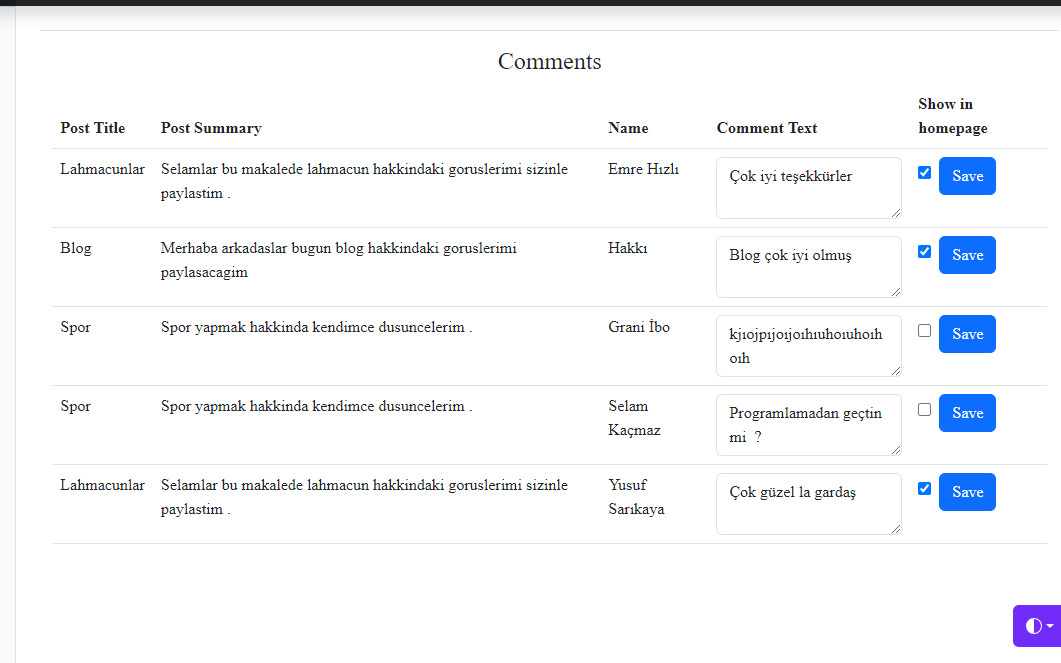 Comments
Post Title Post Summary Name Comment Text Show in homepage
Lahmacunlar Selamlar bu makalede lahmacun hakkindaki goruslerimi sizinle Emre Hızlı Çok iyi teşekkürler Save
paylastim .
Blog Merhaba arkadaslar bugun blog hakkindaki goruslerimi Hakkı Blog çok iyi olmuş Save
paylasacagim
Spor Spor yapmak hakkinda kendimce dusuncelerim . Grani İbo kjıojpıjoıjoıhıuhoıuhoıh Save
oıh
Spor Spor yapmak hakkinda kendimce dusuncelerim . Selam Programlamadan geçtin Save
Kaçmaz mi ?
Lahmacunlar Selamlar bu makalede lahmacun hakkindaki goruslerimi sizinle Yusuf Çok güzel la gardaş Save
paylastim . Sarıkaya